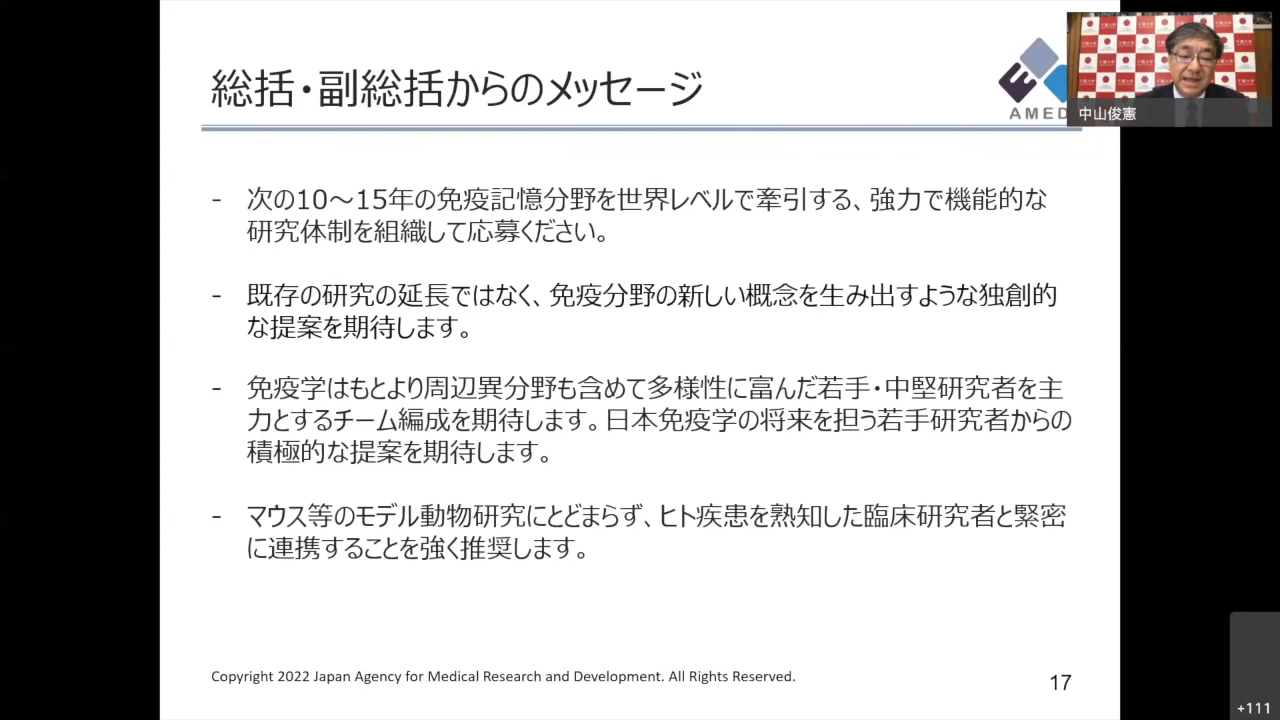 総括・副総括からのメッセージ
AMED
中山俊憲
- 次の10～15年の免疫記憶分野を世界レベルで牽引する、強力で機能的な
研究体制を組織して応募ください。
- 既存の研究の延長ではなく、免疫分野の新しい概念を生み出すような独創的
な提案を期待します。
- 免疫学はもとより周辺異分野も含めて多様性に富んだ若手・中堅研究者を主
力とするチーム編成を期待します。日本免疫学の将来を担う若手研究者からの
積極的な提案を期待します。
- マウス等のモデル動物研究にとどまらず、ヒト疾患を熟知した臨床研究者と緊密
に連携することを強く推奨します。
Copyright 2022 Japan Agency for Medical Research and Development. All Rights Reserved.
17
+111